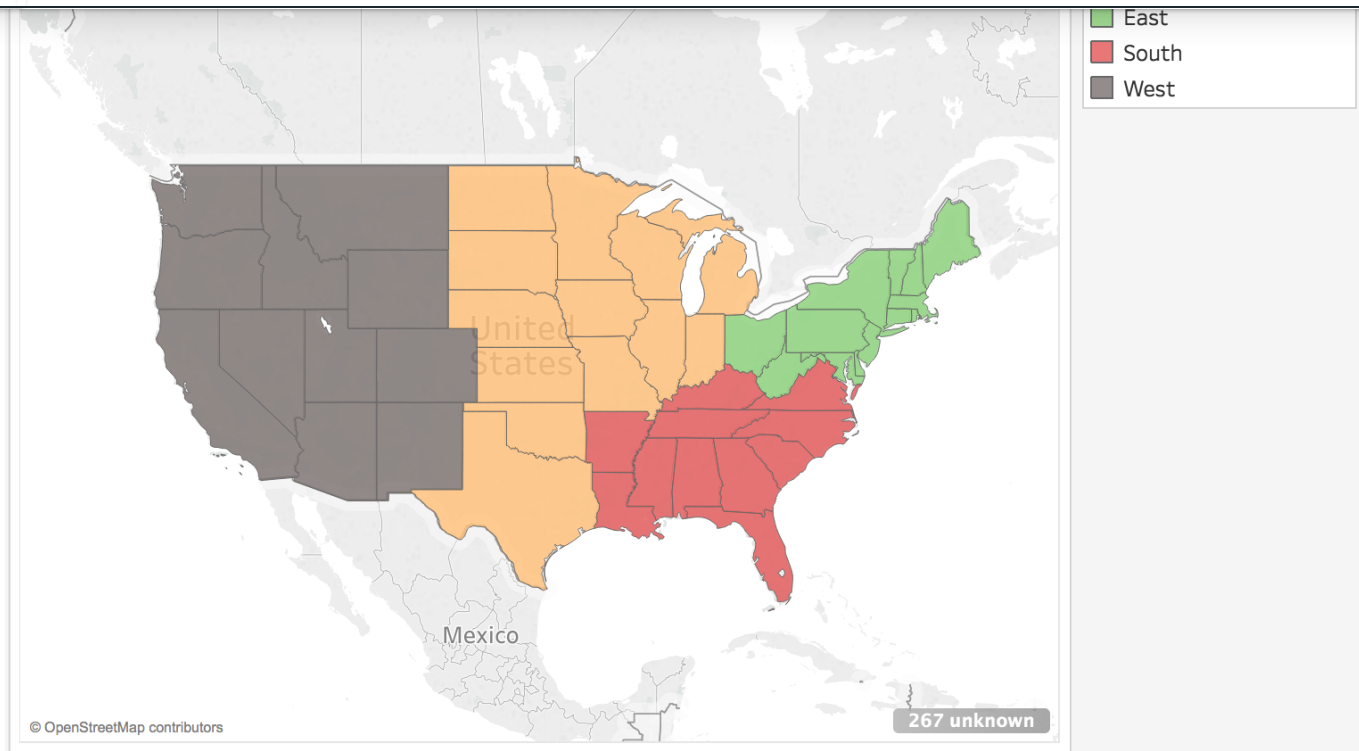 East
South
West
United
States
Mexico
© OpenStreetMap contributors
267 unknown